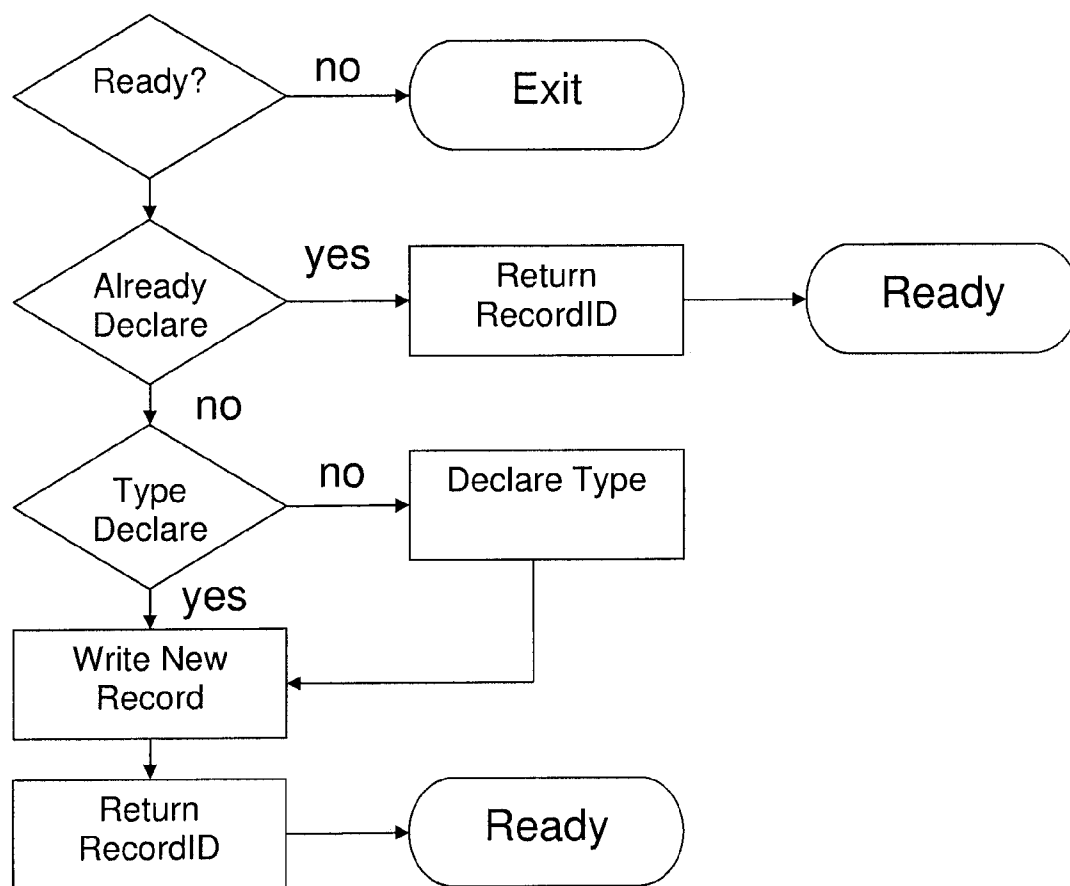 Ready?
no
Exit
Already
Declare
yes
Return
RecordID
Ready
no
Type
Declare
no
Declare Type
yes
Write New
Record
Return
RecordID
Ready